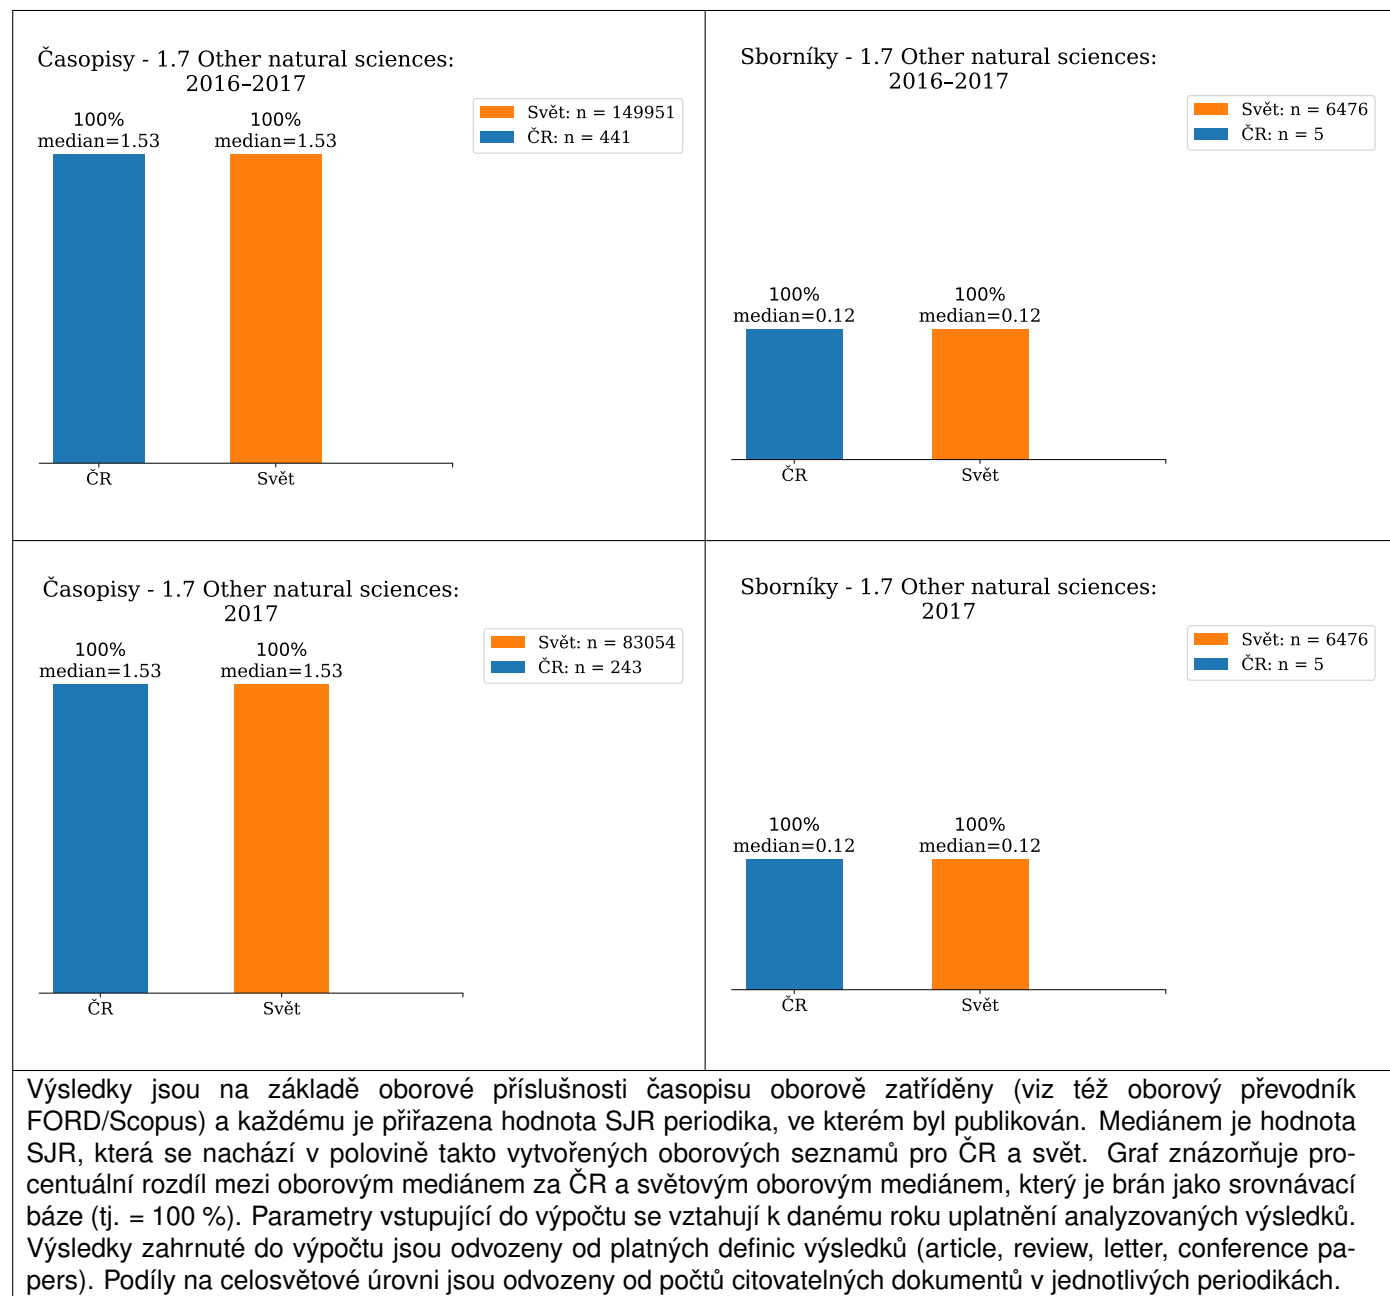 Časopisy - 1.7 Other natural sciences:
2016–2017
Svět: n = 149951
ČR: n = 441
100%
median=1.53
100%
median=1.53
ČR
Svět
Sborníky - 1.7 Other natural sciences:
2016–2017
Svět: n = 6476
ČR: n = 5
100%
median=0.12
100%
median=0.12
ČR
Svět
Časopisy - 1.7 Other natural sciences:
2017
Svět: n = 83054
ČR: n = 243
100%
median=1.53
100%
median=1.53
ČR
Svět
Sborníky - 1.7 Other natural sciences:
2017
Svět: n = 6476
ČR: n = 5
100%
median=0.12
100%
median=0.12
ČR
Svět
Výsledky jsou na základě oborové příslušnosti časopisu oborově zatříděny (viz též oborový převodník
FORD/Scopus) a každému je přiřazena hodnota SJR periodika, ve kterém byl publikován. Mediánem je hodnota
SJR, která se nachází v polovině takto vytvořených oborových seznamů pro ČR a svět. Graf znázorňuje pro-
centuální rozdíl mezi oborovým mediánem za ČR a světovým oborovým mediánem, který je brán jako srovnávací
báze (tj. = 100 %). Parametry vstupující do výpočtu se vztahují k danému roku uplatnění analyzovaných výsledků.
Výsledky zahrnuté do výpočtu jsou odvozeny od platných definic výsledků (article, review, letter, conference pa-
pers). Podíly na celosvětové úrovni jsou odvozeny od počtů citovatelných dokumentů v jednotlivých periodikách.